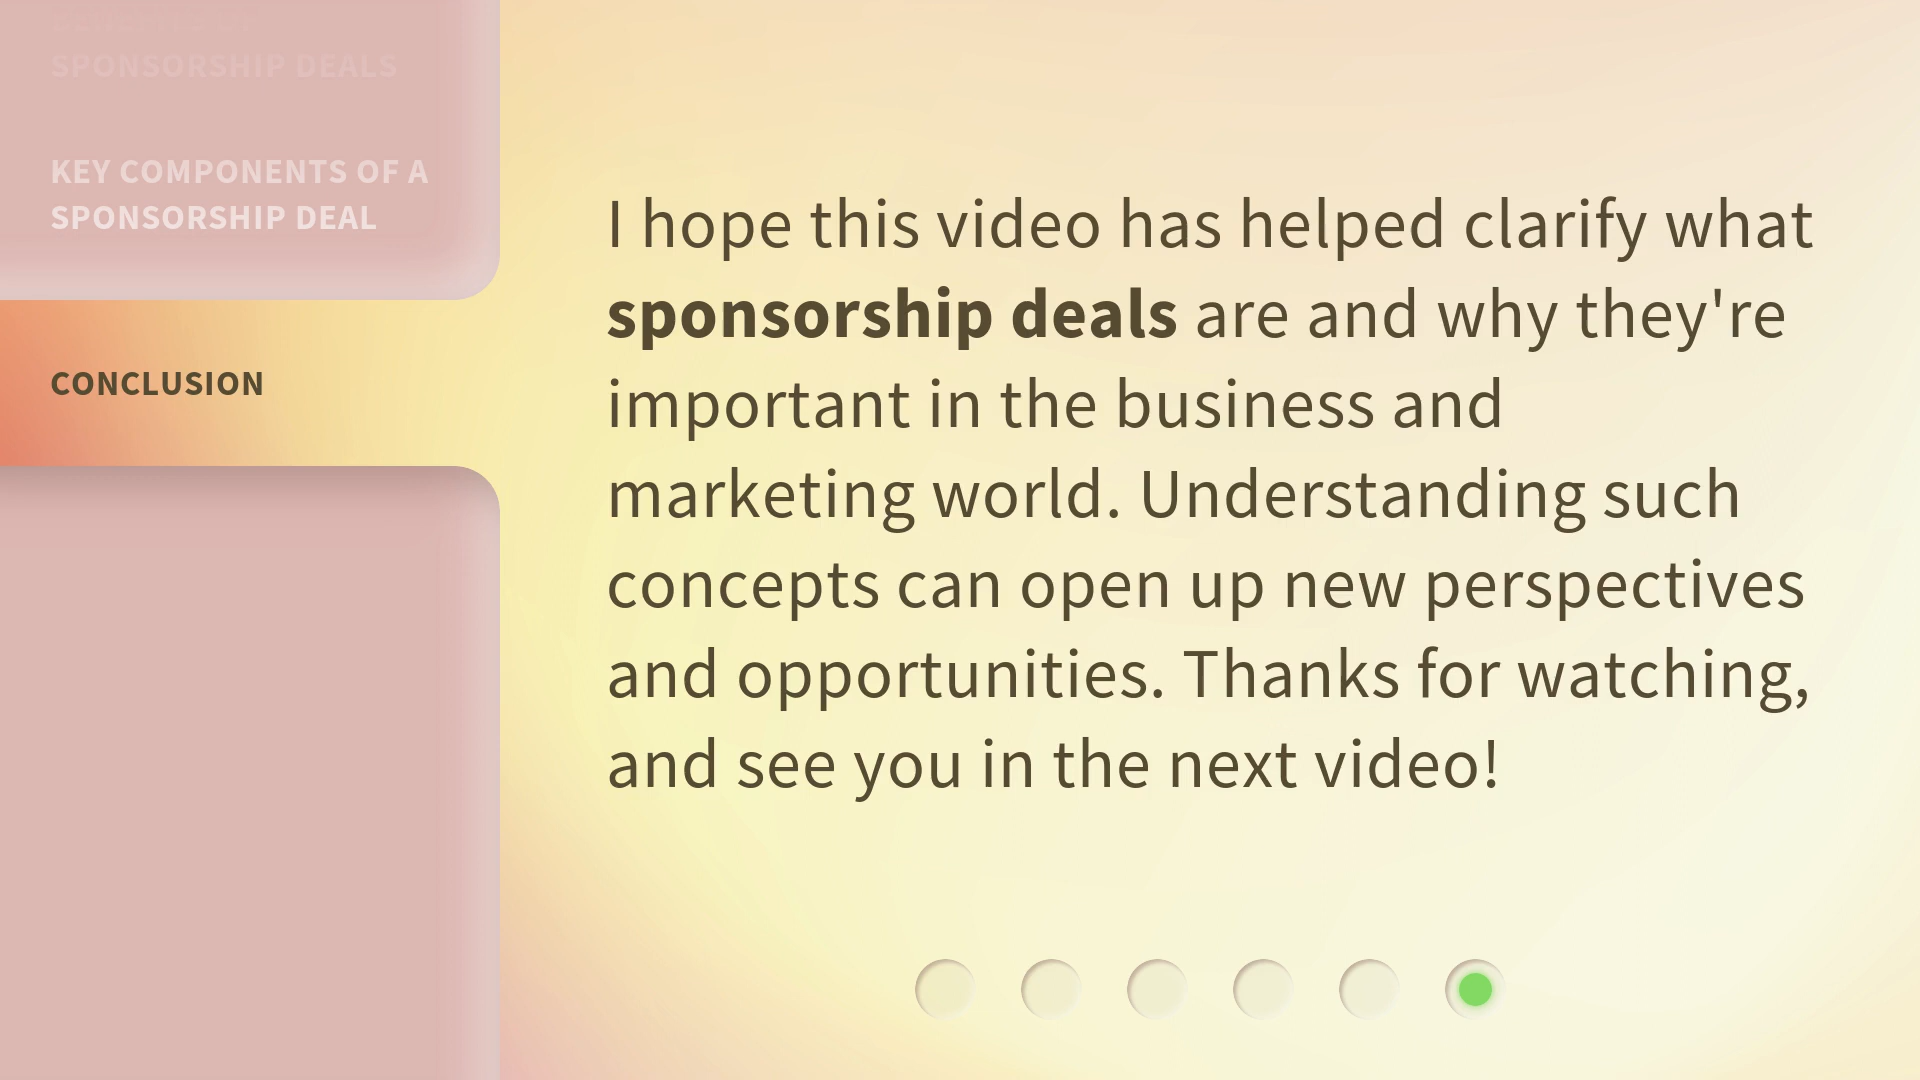 SPONSORSHIP DEALS
KEY COMPONENTS OF A
SPONSORSHIP DEAL
CONCLUSION
I hope this video has helped clarify what
sponsorship deals are and why they're
important in the business and
marketing world. Understanding such
concepts can open up new perspectives
and opportunities. Thanks for watching,
and see you in the next video!